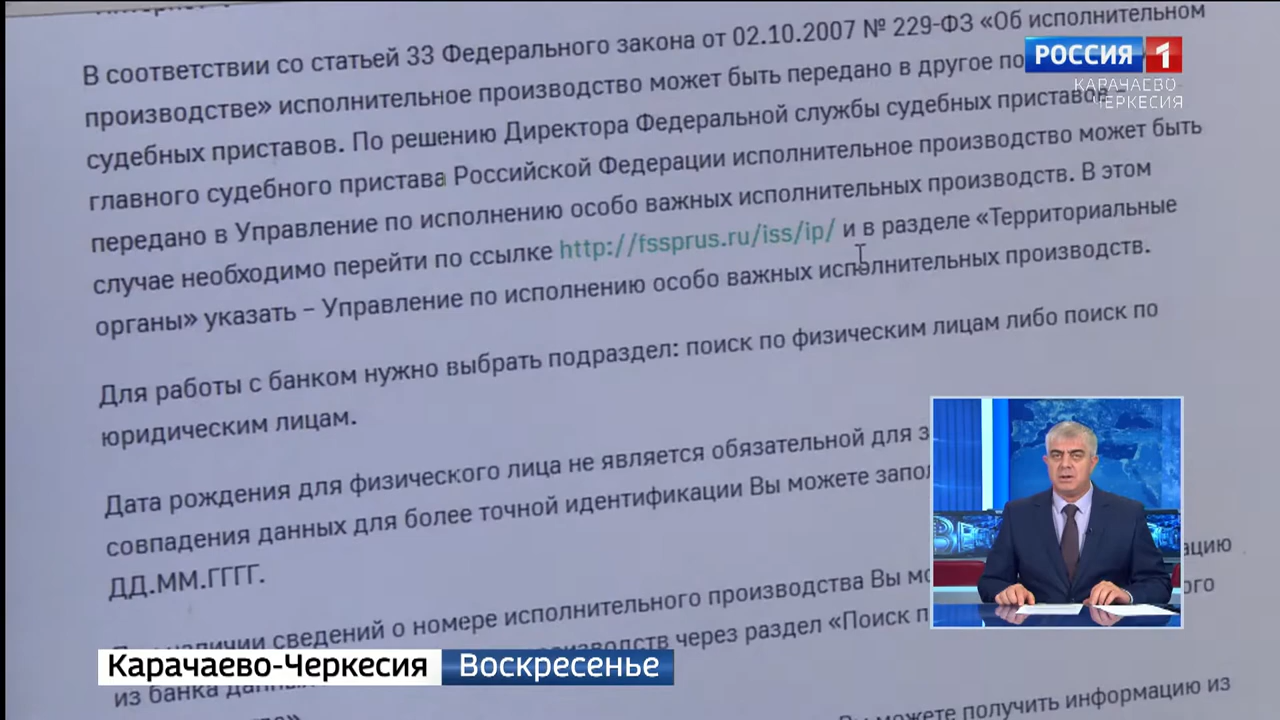 В соответствии со статьей 33 Федерального закона от 02.10.2007 № 229-ФЗ «Об исполнительном
производстве» исполнительное производство может быть передано в другое
судебных приставов. По решению Директора Федеральной службы судебных приставов –
главного судебного пристава Российской Федерации исполнительное производство может быть
передано в Управление по исполнению особо важных исполнительных производств. В этом
случае необходимо перейти по ссылке http://fssprus.ru/iss/ip/ и в разделе «Территориальные
органы» указать – Управление по исполнению особо важных исполнительных производств.
Для работы с банком нужно выбрать подраздел: поиск по физическим лицам либо поиск по
юридическим лицам.
Дата рождения для физического лица не является обязательной для
совпадения данных для более точной идентификации Вы можете
ДД.ММ.ГГГГ.
сведений о номере исполнительного производства Вы
через раздел «Поиск
из банка
можете получить информацию из
РОССИЯ 1
КАРАЧАЕВО
ЧЕРКЕСИЯ
Карачаево-Черкесия Воскресенье